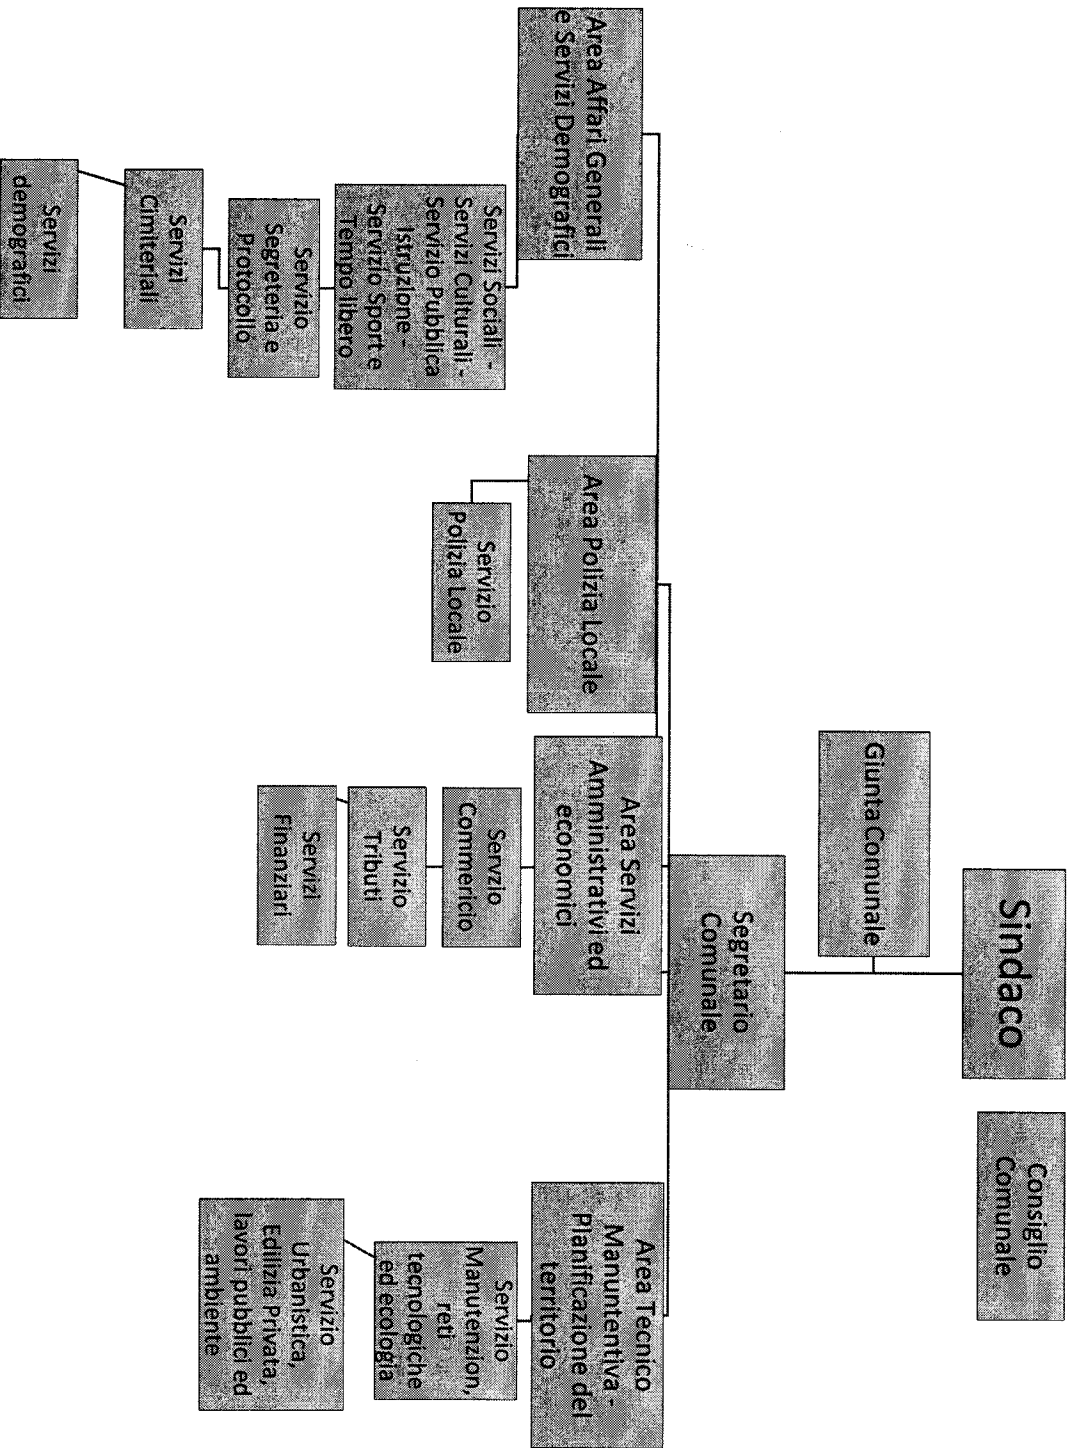 Sindaco
Consiglio
Comunale
Giunta Comunale
Segretario
Comunale
Area Affari Generali
e Servizi Demografici
Servizi Sociali -
Servizi Culturali -
Servizio Pubblica
Istruzione -
Servizio Sport e
Tempo libero
Servizio
Segreteria e
Protocollo
Servizi
Cimiteriali
Servizi
demografici
Area Polizia Locale
Servizio
Polizia Locale
Area Servizi
Amministrativi ed
economici
Servzio
Commericio
Servizio
Tributi
Servizi
Finanziari
Area Tecnico
Manuntentiva -
Planificazione del
territorio
Servizio
Manutenzion,
reti
tecnologiche
ed ecologia
Servizio
Urbanistica,
Edilizia Privata,
lavori pubblici ed
ambiente